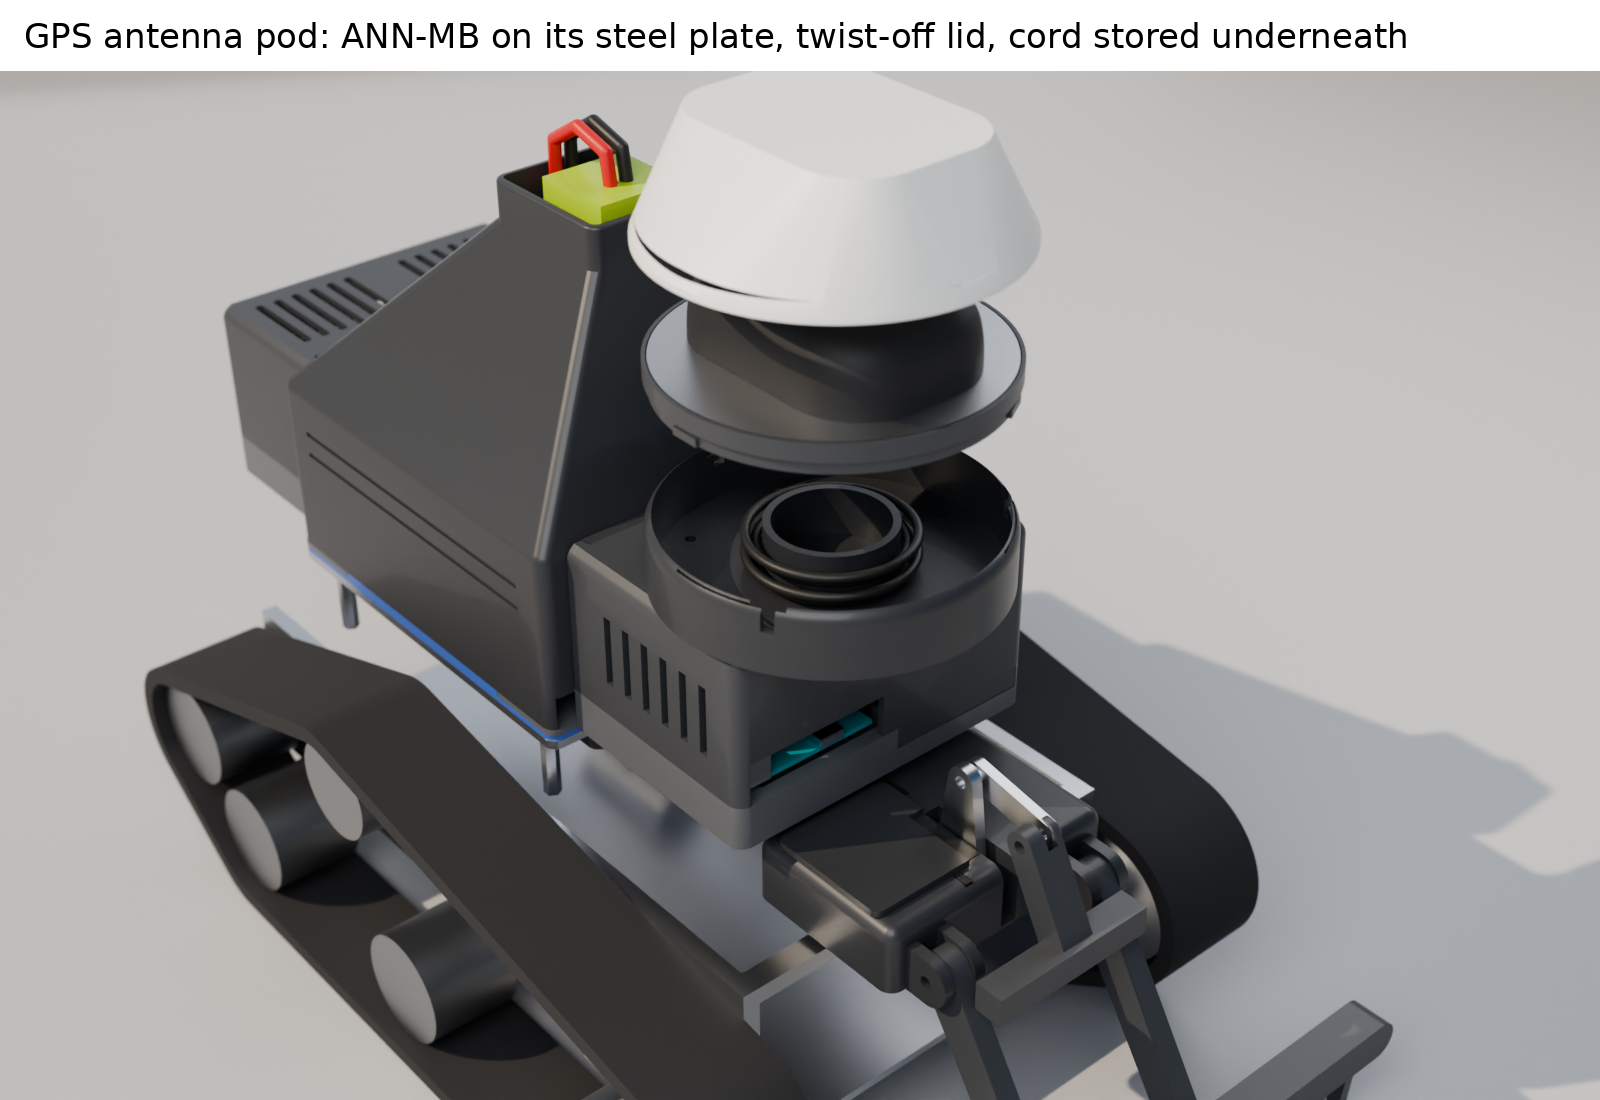 GPS antenna pod: ANN-MB on its steel plate, twist-off lid, cord stored underneath